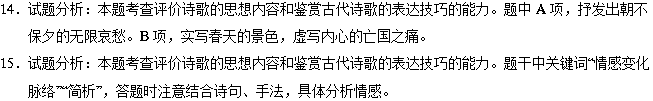 14．试题分析：本题考查评价诗歌的思想内容和鉴赏古代诗歌的表达技巧的能力。题中 A 项，抒发出朝不
保夕的无限哀愁。B 项，实写春天的景色，虚写内心的亡国之痛。
15．试题分析：本题考查评价诗歌的思想内容和鉴赏古代诗歌的表达技巧的能力。题干中关键词“情感变化
脉络”“简析”，答题时注意结合诗句、手法，具体分析情感。